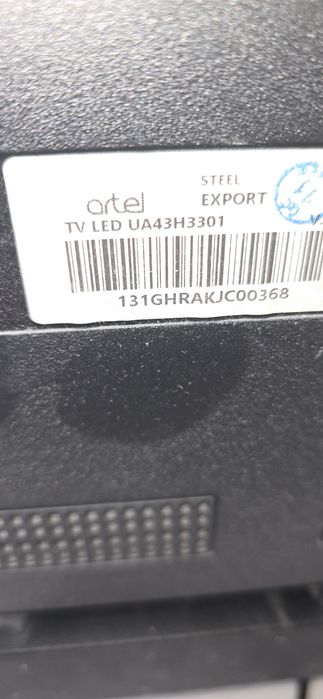 artel
STEEL
EXPORT
TV LED UA43H3301
131GHRAKJC00368